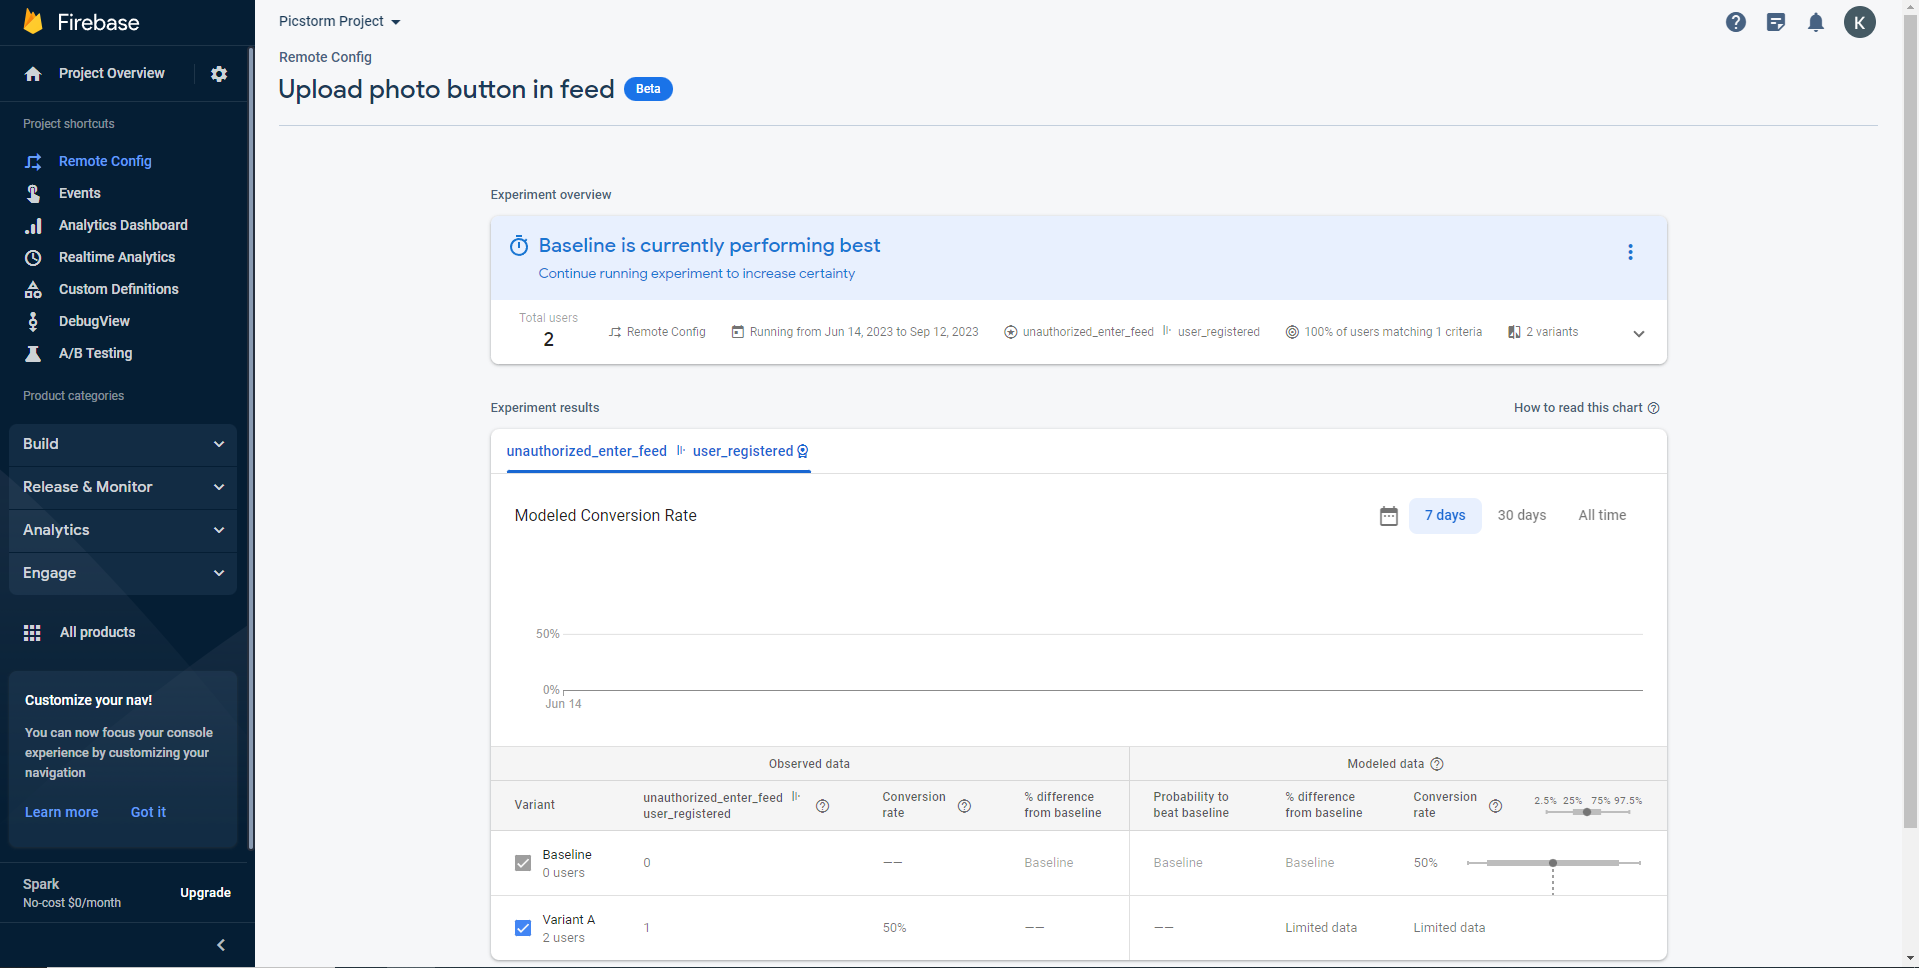 Firebase
Project Overview
Project shortcuts
Remote Config
Events
Analytics Dashboard
Realtime Analytics
Custom Definitions
DebugView
A/B Testing
Product categories
Build
Release & Monitor
Analytics
Engage
All products
Customize your nav!
You can now focus your console
experience by customizing your
navigation
Learn more Got it
Spark
No-cost $0/month
Upgrade
Picstorm Project
K
Remote Config
Upload photo button in feed Beta
Experiment overview
Baseline is currently performing best
Continue running experiment to increase certainty
Total users
2
Remote Config Running from Jun 14, 2023 to Sep 12, 2023 unauthorized_enter_feed user_registered 100% of users matching 1 criteria 2 variants
Experiment results How to read this chart
unauthorized_enter_feed user_registered
Modeled Conversion Rate 7 days 30 days All time
50%
0%
Jun 14
Observed data Modeled data
Variant
unauthorized_enter_feed
user_registered
Conversion
rate
% difference
from baseline
Probability to
beat baseline
% difference
from baseline
Conversion
rate
2.5% 25% 75% 97.5%
Baseline
0 users
0 —— Baseline Baseline Baseline 50%
Variant A
2 users
1 50% —— —— Limited data Limited data